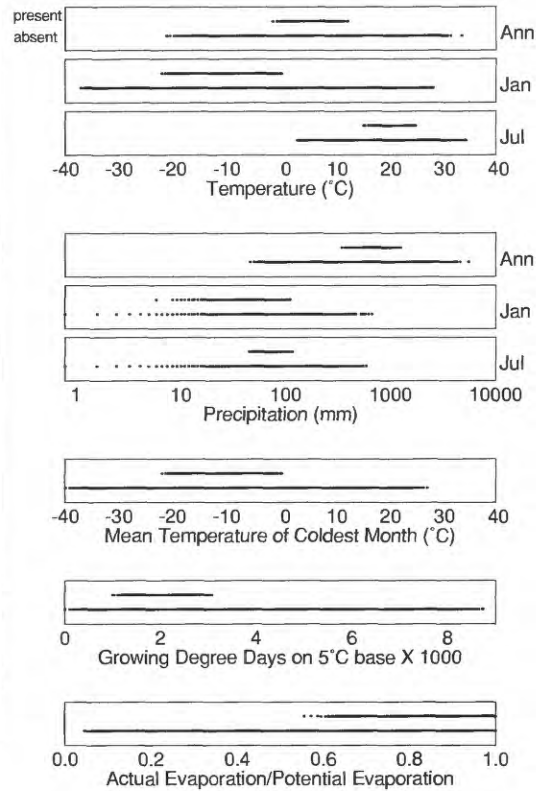 present
absent
Ann
Jan
Jul
-40 -30 -20 -10 0 10 20 30 40
Temperature (˚C)
Ann
Jan
Jul
1 10 100 1000 10000
Precipitation (mm)
-40 -30 -20 -10 0 10 20 30 40
Mean Temperature of Coldest Month (˚C)
0 2 4 6 8
Growing Degree Days on 5˚C base X 1000
0.0 0.2 0.4 0.6 0.8 1.0
Actual Evaporation/Potential Evaporation